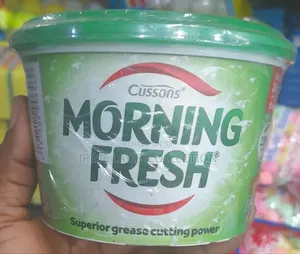 Cussons®
MORNING
FRESH®
Superior grease cutting power